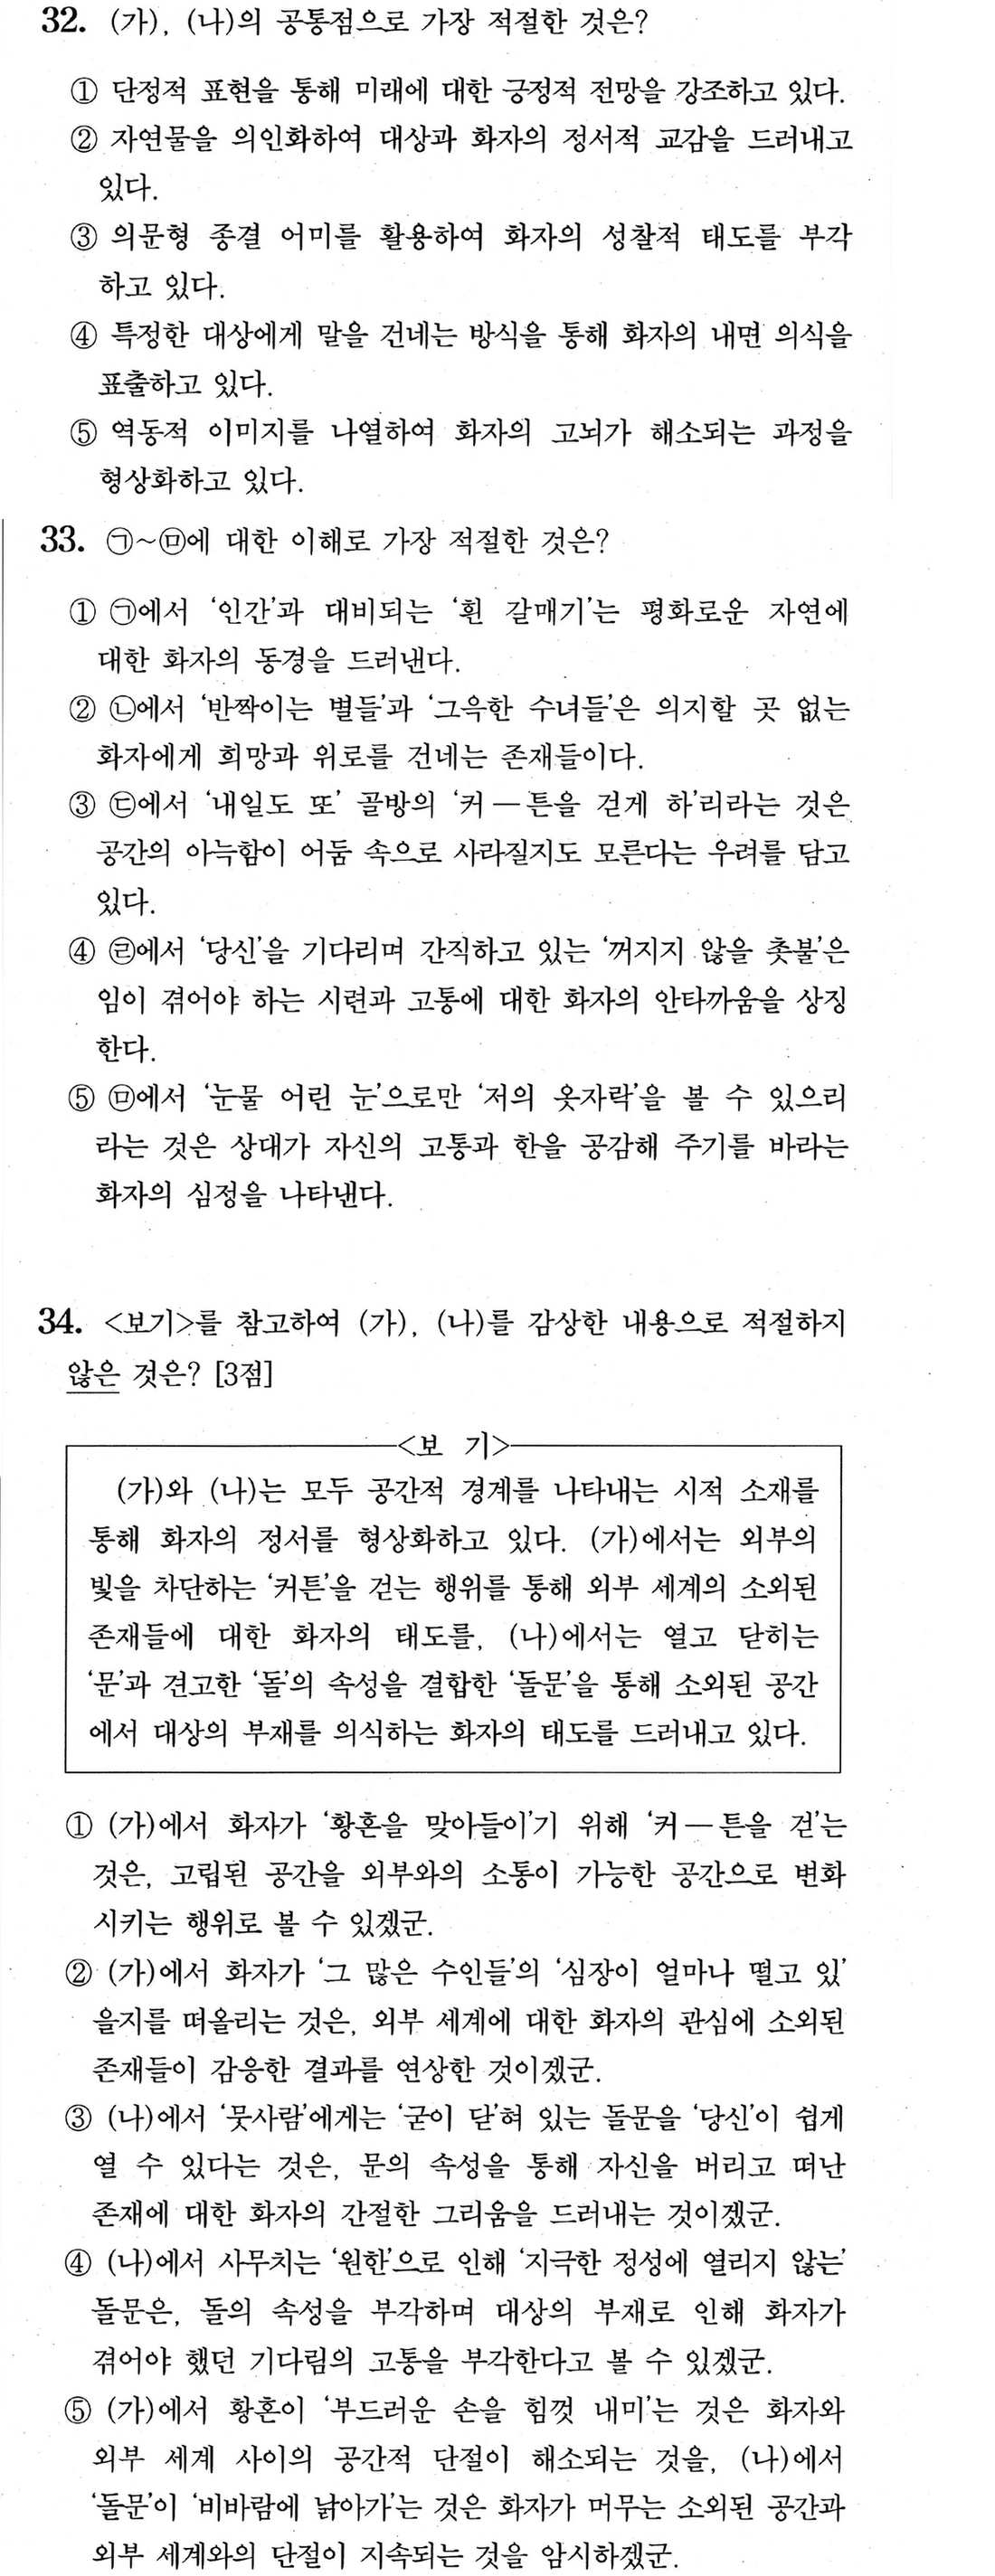 32. (가), (나)의 공통점으로 가장 적절한 것은?
① 단정적 표현을 통해 미래에 대한 긍정적 전망을 강조하고 있다.
② 자연물을 의인화하여 대상과 화자의 정서적 교감을 드러내고
있다.
③ 의문형 종결 어미를 활용하여 화자의 성찰적 태도를 부각
하고 있다.
④ 특정한 대상에게 말을 건네는 방식을 통해 화자의 내면 의식을
표출하고 있다.
⑤ 역동적 이미지를 나열하여 화자의 고뇌가 해소되는 과정을
형상화하고 있다.
33. ㉠~㉤에 대한 이해로 가장 적절한 것은?
① ㉠에서 ‘인간’과 대비되는 ‘흰 갈매기’는 평화로운 자연에
대한 화자의 동경을 드러낸다.
② ㉡에서 ‘반짝이는 별들’과 ‘그윽한 수녀들’은 의지할 곳 없는
화자에게 희망과 위로를 건네는 존재들이다.
③ ㉢에서 ‘내일도 또’ 골방의 ‘커―튼을 걷게 하’리라는 것은
공간의 아늑함이 어둠 속으로 사라질지도 모른다는 우려를 담고
있다.
④ ㉣에서 ‘당신’을 기다리며 간직하고 있는 ‘꺼지지 않을 촛불’은
임이 겪어야 하는 시련과 고통에 대한 화자의 안타까움을 상징
한다.
⑤ ㉤에서 ‘눈물 어린 눈’으로만 ‘저의 옷자락’을 볼 수 있으리
라는 것은 상대가 자신의 고통과 한을 공감해 주기를 바라는
화자의 심정을 나타낸다.
34. <보기>를 참고하여 (가), (나)를 감상한 내용으로 적절하지
않은 것은? [3점]
<보 기>
(가)와 (나)는 모두 공간적 경계를 나타내는 시적 소재를
통해 화자의 정서를 형상화하고 있다. (가)에서는 외부의
빛을 차단하는 ‘커튼’을 걷는 행위를 통해 외부 세계의 소외된
존재들에 대한 화자의 태도를, (나)에서는 열고 닫히는
‘문’과 견고한 ‘돌’의 속성을 결합한 ‘돌문’을 통해 소외된 공간
에서 대상의 부재를 의식하는 화자의 태도를 드러내고 있다.
① (가)에서 화자가 ‘황혼을 맞아들이’기 위해 ‘커―튼을 걷’는
것은, 고립된 공간을 외부와의 소통이 가능한 공간으로 변화
시키는 행위로 볼 수 있겠군.
② (가)에서 화자가 ‘그 많은 수인들’의 ‘심장이 얼마나 떨고 있’
을지를 떠올리는 것은, 외부 세계에 대한 화자의 관심에 소외된
존재들이 감응한 결과를 연상한 것이겠군.
③ (나)에서 ‘뭇사람’에게는 ‘굳이 닫’혀 있는 돌문을 ‘당신’이 쉽게
열 수 있다는 것은, 문의 속성을 통해 자신을 버리고 떠난
존재에 대한 화자의 간절한 그리움을 드러내는 것이겠군.
④ (나)에서 사무치는 ‘원한’으로 인해 ‘지극한 정성에 열리지 않는’
돌문은, 돌의 속성을 부각하며 대상의 부재로 인해 화자가
겪어야 했던 기다림의 고통을 부각한다고 볼 수 있겠군.
⑤ (가)에서 황혼이 ‘부드러운 손을 힘껏 내미’는 것은 화자와
외부 세계 사이의 공간적 단절이 해소되는 것을, (나)에서
‘돌문’이 ‘비바람에 낡아가’는 것은 화자가 머무는 소외된 공간과
외부 세계와의 단절이 지속되는 것을 암시하겠군.